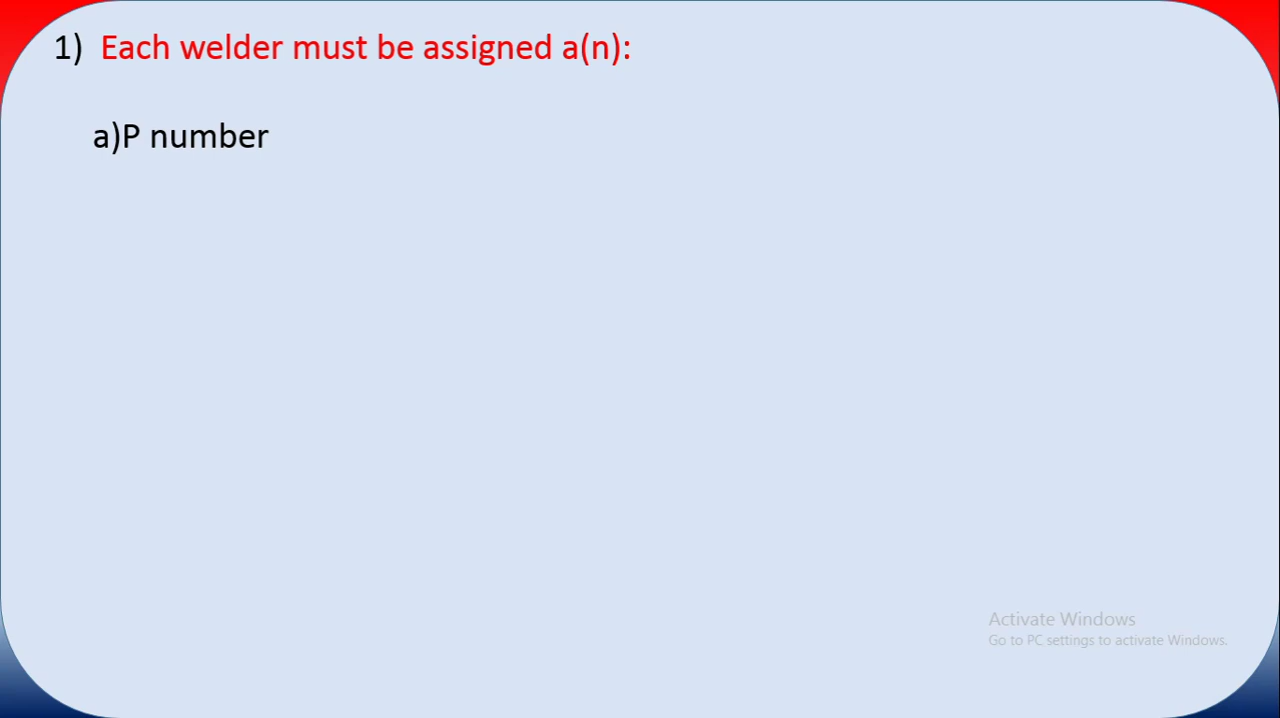 1) Each welder must be assigned a(n):
a)P number
Activate Windows
Go to PC settings to activate Windows.